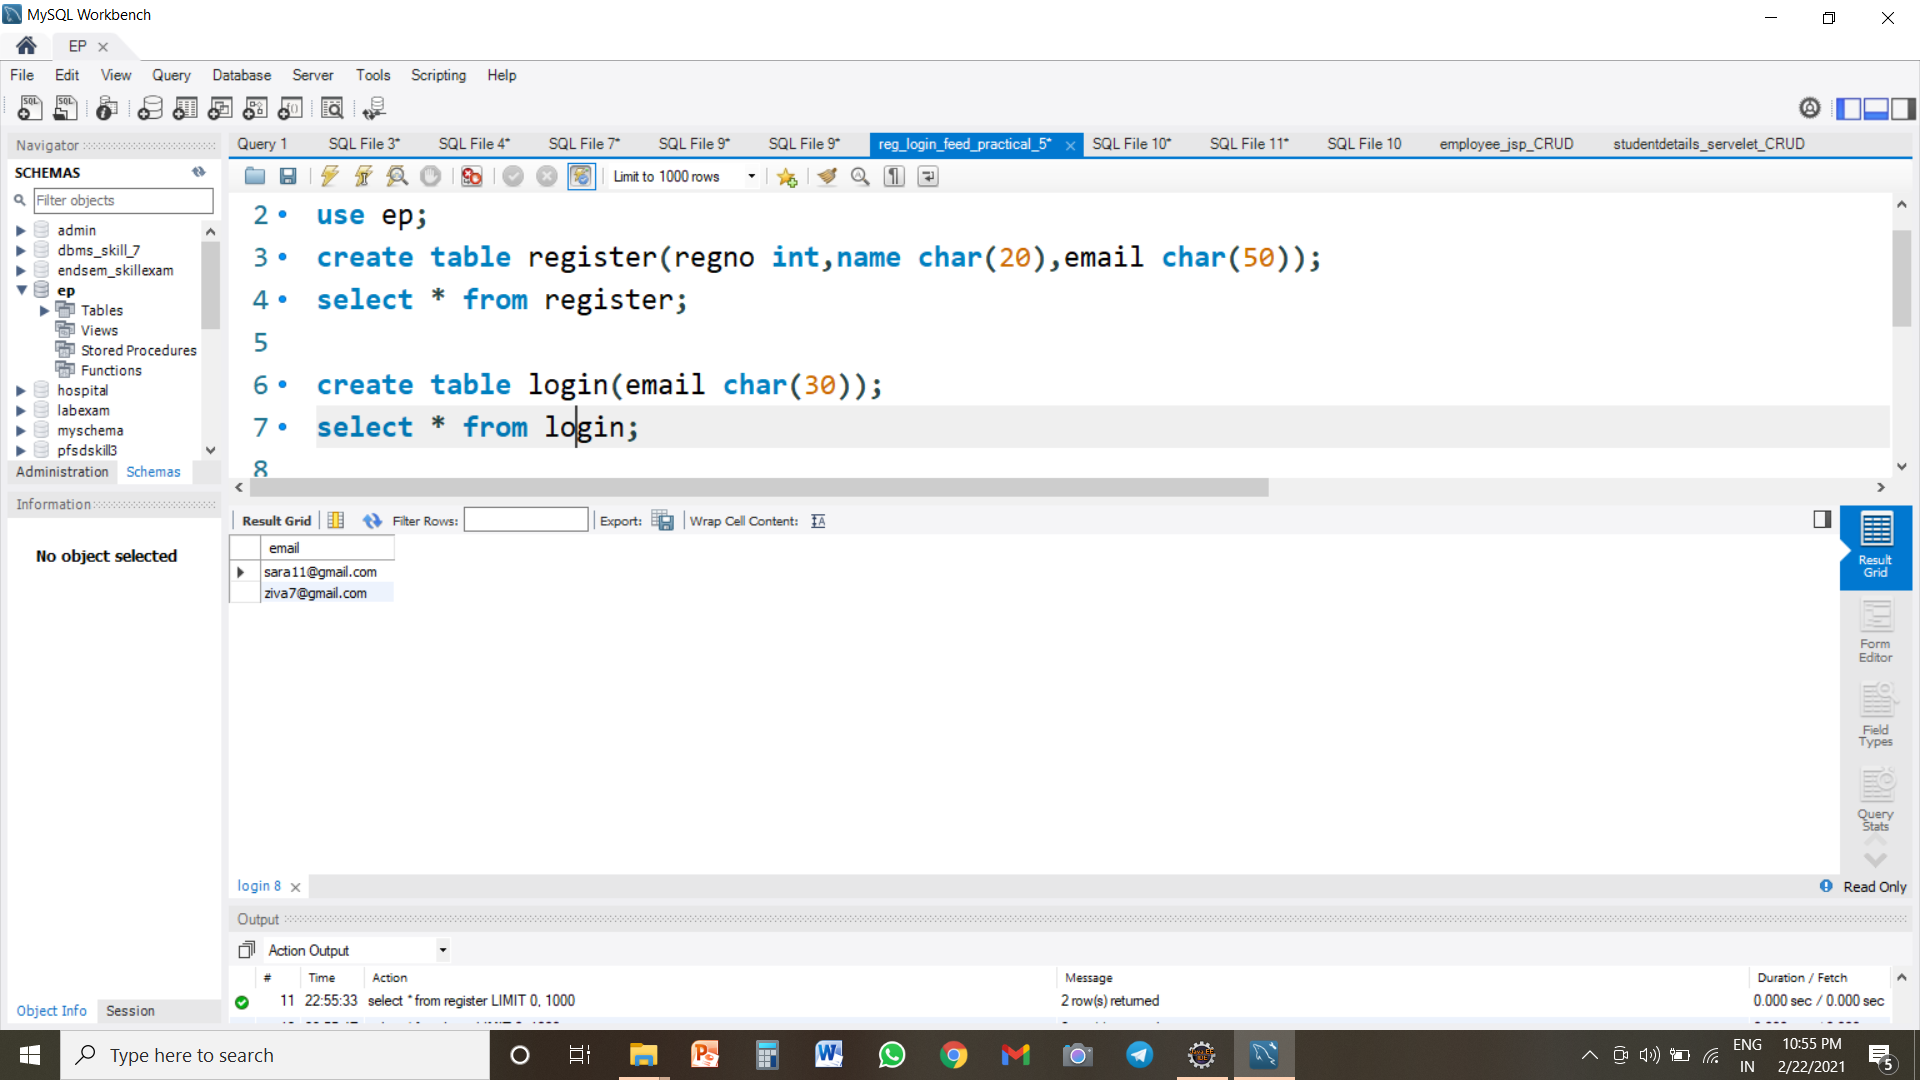 MySQL Workbench
EP
File Edit View Query Database Server Tools Scripting Help
Navigator
SCHEMAS
Filter objects
admin
dbms_skill_7
endsem_skillexam
ep
Tables
Views
Stored Procedures
Functions
hospital
labexam
myschema
pfsdskill3
Administration Schemas
Information
No object selected
Object Info Session
Query 1 SQL File 3* SQL File 4* SQL File 7* SQL File 9* SQL File 9* reg_login_feed_practical_5* SQL File 10* SQL File 11* SQL File 10 employee_jsp_CRUD studentdetails_servelet_CRUD
Limit to 1000 rows
2 use ep;
3 create table register(regno int,name char(20),email char(50));
4 select * from register;
5
6 create table login(email char(30));
7 select * from login;
8
Result Grid Filter Rows: Export: Wrap Cell Content:
email
sara11@gmail.com
ziva7@gmail.com
Result
Grid
Form
Editor
Field
Types
Query
Stats
login 8
Read Only
Output
Action Output
# Time Action Message Duration / Fetch
11 22:55:33 select * from register LIMIT 0, 1000 2 row(s) returned 0.000 sec / 0.000 sec
Type here to search
ENG
IN
10:55 PM
2/22/2021
5